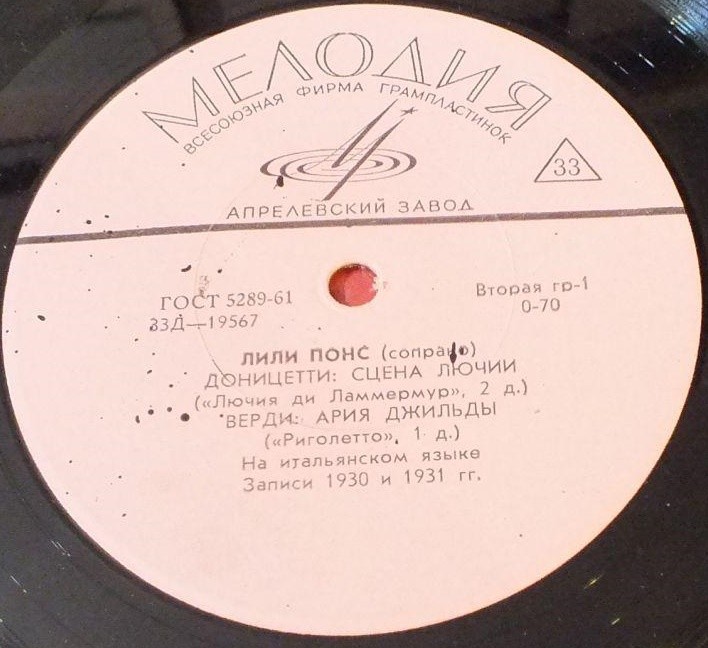 МЕЛОДИЯ
ВСЕСОЮЗНАЯ ФИРМА ГРАМПЛАСТИНОК
33
АПРЕЛЕВСКИЙ ЗАВОД
ГОСТ 5289-61
33Д—19567
Вторая гр-1
0-70
ЛИЛИ ПОНС (сопрано)
ДОНИЦЕТТИ: СЦЕНА ЛЮЧИИ
(«Лючия ди Ламмермур», 2 д.)
ВЕРДИ: АРИЯ ДЖИЛЬДЫ
(«Риголетто», 1 д.)
На итальянском языке
Записи 1930 и 1931 гг.